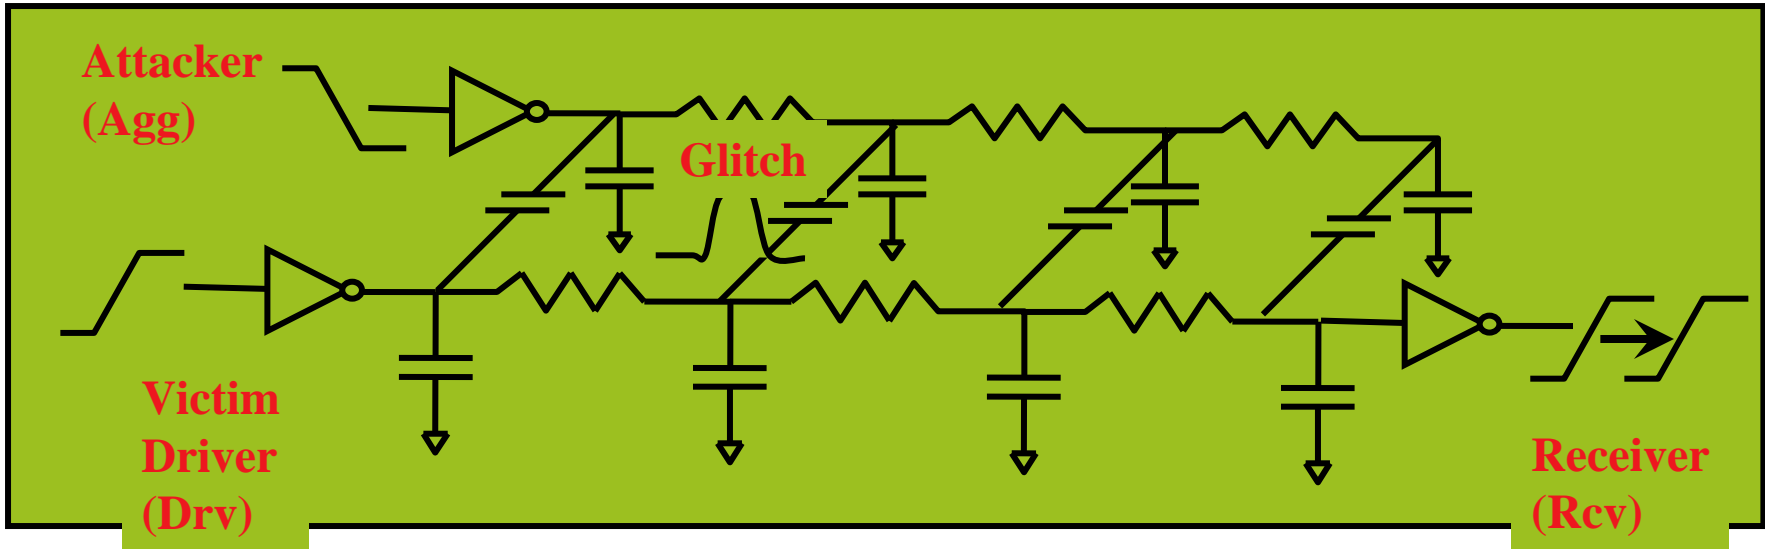 Attacker
(Agg)
Glitch
Victim
Driver
(Drv)
Receiver
(Rcv)